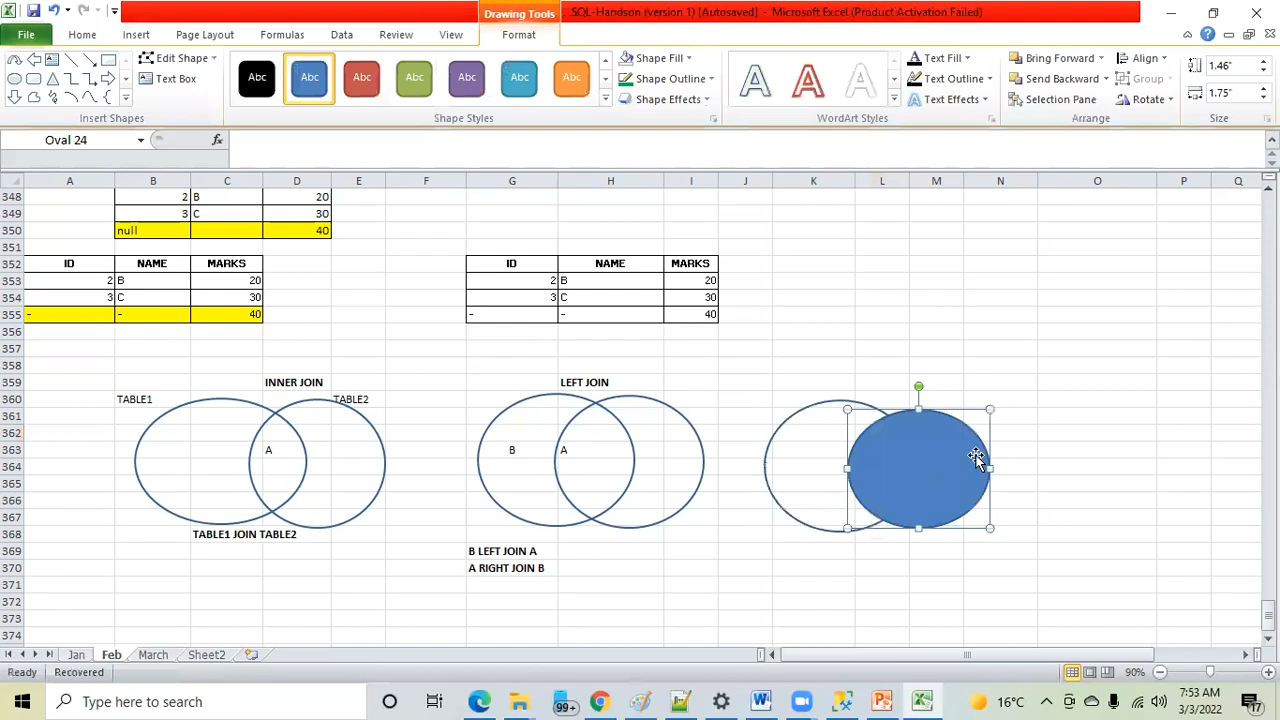 Drawing Tools
SQL-Handson (version 1) [Autosaved] - Microsoft Excel (Product Activation Failed)
File Home Insert Page Layout Formulas Data Review View Format
Edit Shape
Text Box
Insert Shapes
Abc Abc Abc Abc Abc Abc Abc
Shape Styles
Shape Fill
Shape Outline
Shape Effects
A A A
WordArt Styles
Text Fill
Text Outline
Text Effects
Bring Forward
Send Backward
Selection Pane
Align
Group
Rotate
Arrange
1.46"
1.75"
Size
Oval 24
fx
A B C D E F G H I J K L M N O P Q
348 2 B 20
349 3 C 30
350 null 40
351
352 ID NAME MARKS ID NAME MARKS
353 2 B 20 2 B 20
354 3 C 30 3 C 30
355 - - 40 - - 40
356
357
358
359 INNER JOIN LEFT JOIN
360 TABLE1 TABLE2
361
362
363 A B A
364
365
366
367
368 TABLE1 JOIN TABLE2
369 B LEFT JOIN A
370 A RIGHT JOIN B
371
372
373
374
Jan Feb March Sheet2
Ready Recovered 90%
Type here to search
99+
16°C
7:53 AM
3/3/2022
17